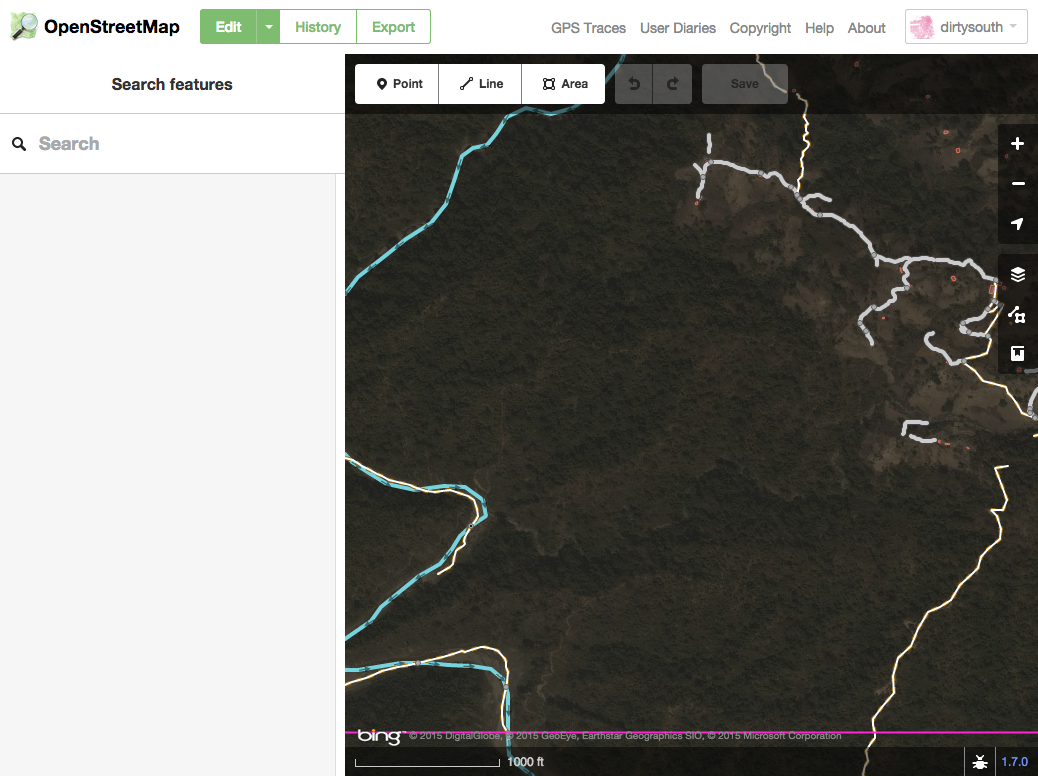 OpenStreetMap Edit History Export GPS Traces User Diaries Copyright Help About dirtysouth
Search features
Point Line Area Save
Search
bing © 2015 DigitalGlobe, © 2015 GeoEye, Earthstar Geographics SIO, © 2015 Microsoft Corporation
1000 ft 1.7.0